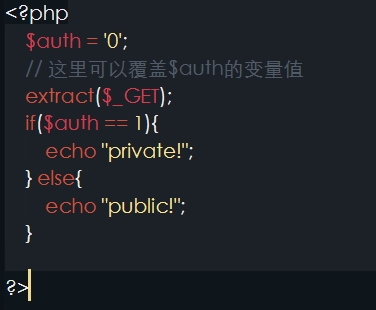 <?php
$auth = '0';
// 这里可以覆盖$auth的变量值
extract($_GET);
if($auth == 1){
echo "private!";
} else{
echo "public!";
}
?>